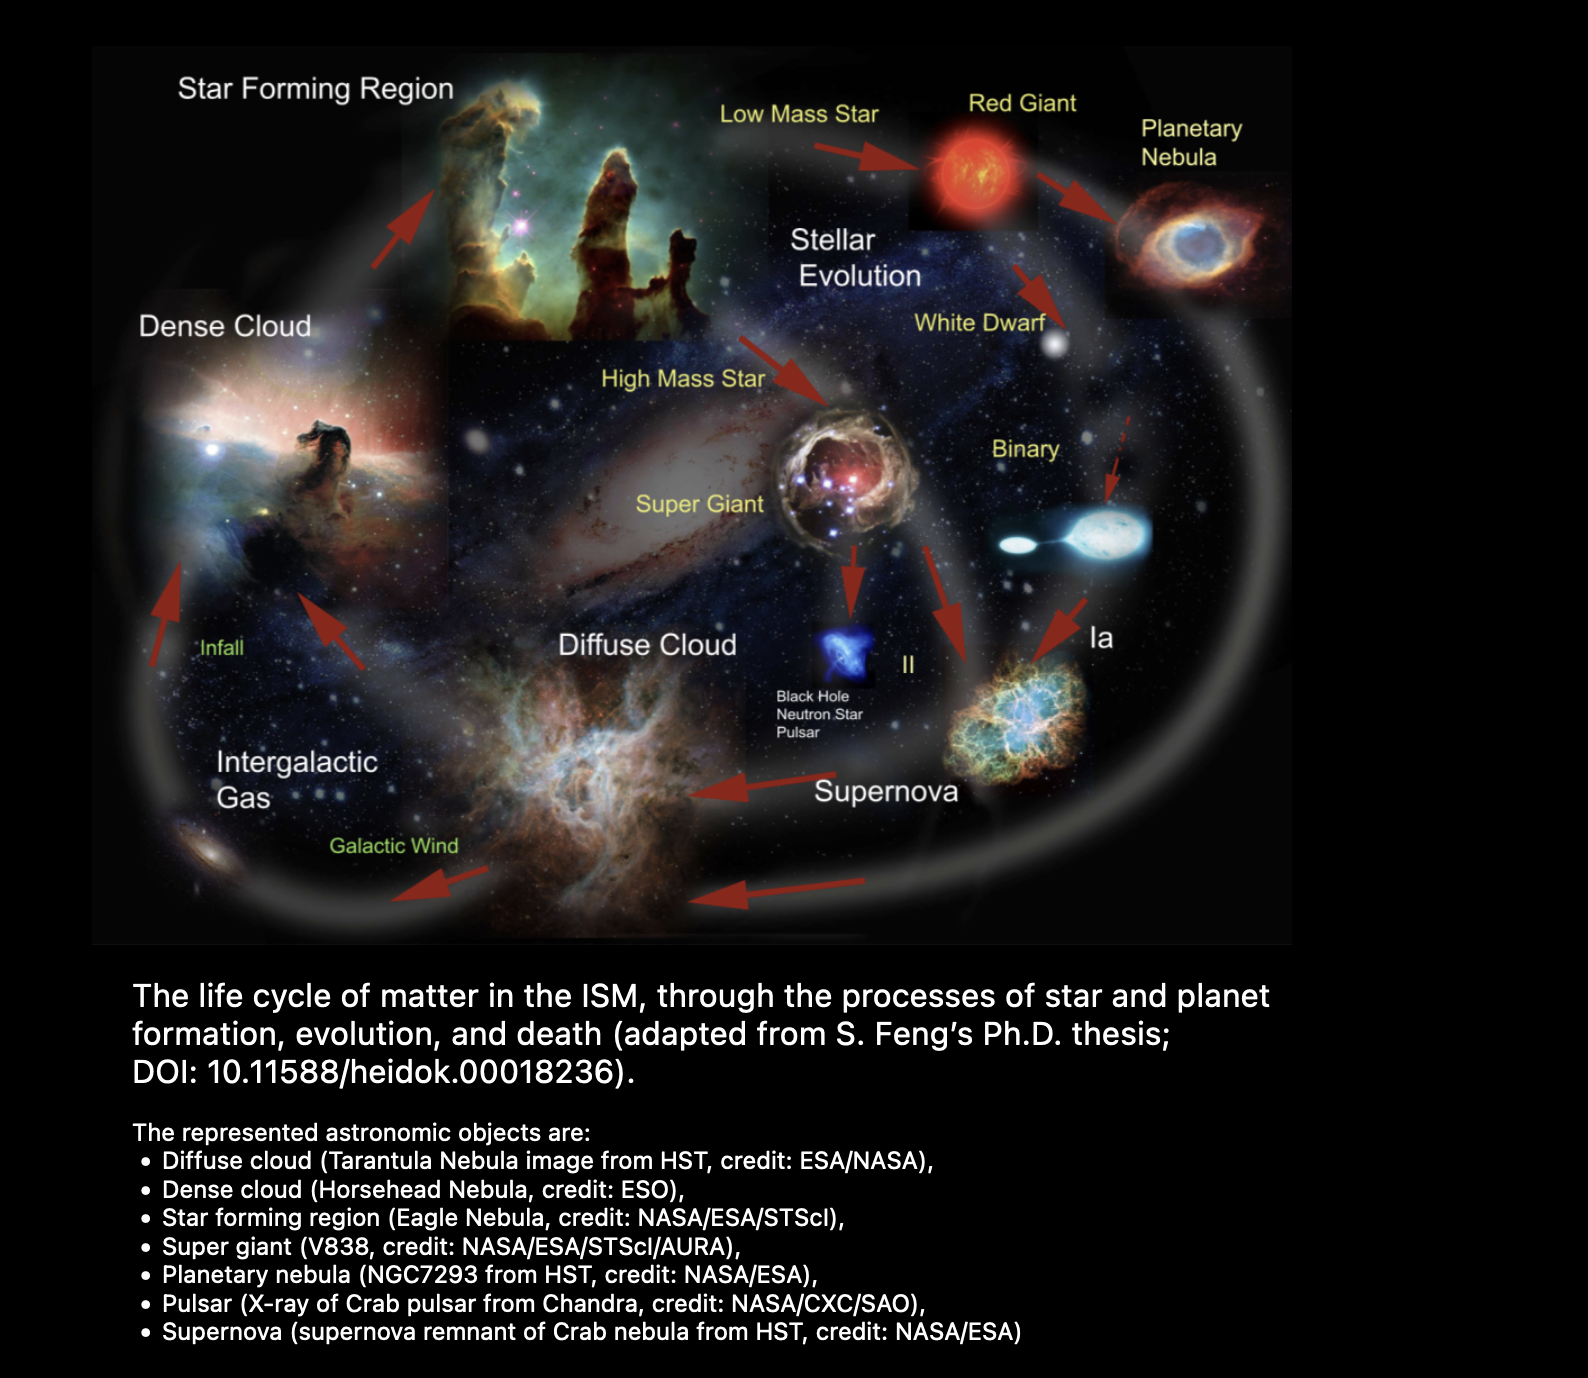 Star Forming Region
Low Mass Star
Red Giant
Planetary
Nebula
Stellar
Evolution
Dense Cloud
White Dwarf
High Mass Star
Binary
Super Giant
Infall
Diffuse Cloud
Ia
II
Black Hole
Neutron Star
Pulsar
Intergalactic
Gas
Supernova
Galactic Wind
The life cycle of matter in the ISM, through the processes of star and planet
formation, evolution, and death (adapted from S. Feng’s Ph.D. thesis;
DOI: 10.11588/heidok.00018236).
The represented astronomic objects are:
• Diffuse cloud (Tarantula Nebula image from HST, credit: ESA/NASA),
• Dense cloud (Horsehead Nebula, credit: ESO),
• Star forming region (Eagle Nebula, credit: NASA/ESA/STScI),
• Super giant (V838, credit: NASA/ESA/STScI/AURA),
• Planetary nebula (NGC7293 from HST, credit: NASA/ESA),
• Pulsar (X-ray of Crab pulsar from Chandra, credit: NASA/CXC/SAO),
• Supernova (supernova remnant of Crab nebula from HST, credit: NASA/ESA)